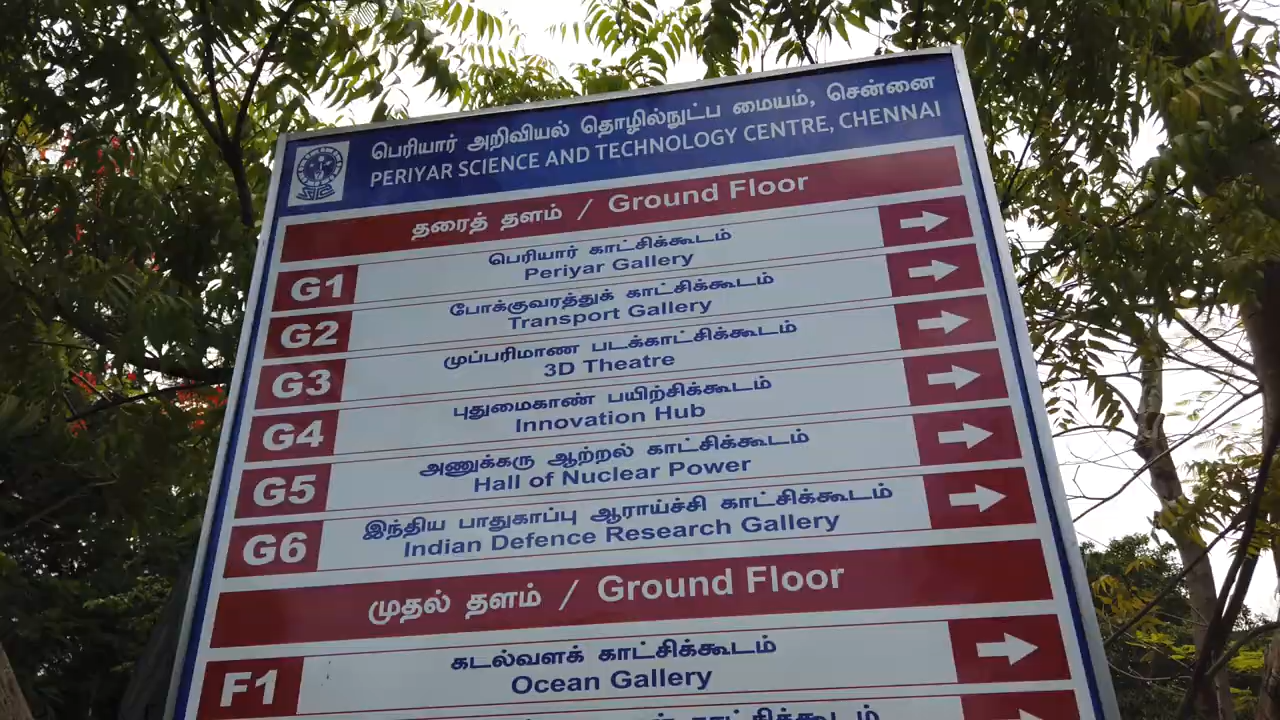 பெரியார் அறிவியல் தொழில்நுட்ப மையம், சென்னை
PERIYAR SCIENCE AND TECHNOLOGY CENTRE, CHENNAI
தரைத் தளம் / Ground Floor
பெரியார் காட்சிக்கூடம்
G1 Periyar Gallery
போக்குவரத்துக் காட்சிக்கூடம்
G2 Transport Gallery
முப்பரிமாண படக்காட்சிக்கூடம்
G3 3D Theatre
புதுமைகாண் பயிற்சிக்கூடம்
G4 Innovation Hub
அணுக்கரு ஆற்றல் காட்சிக்கூடம்
G5 Hall of Nuclear Power
இந்திய பாதுகாப்பு ஆராய்ச்சி காட்சிக்கூடம்
G6 Indian Defence Research Gallery
முதல் தளம் / Ground Floor
கடல்வளக் காட்சிக்கூடம்
F1 Ocean Gallery
காட்சிக்கூடம்